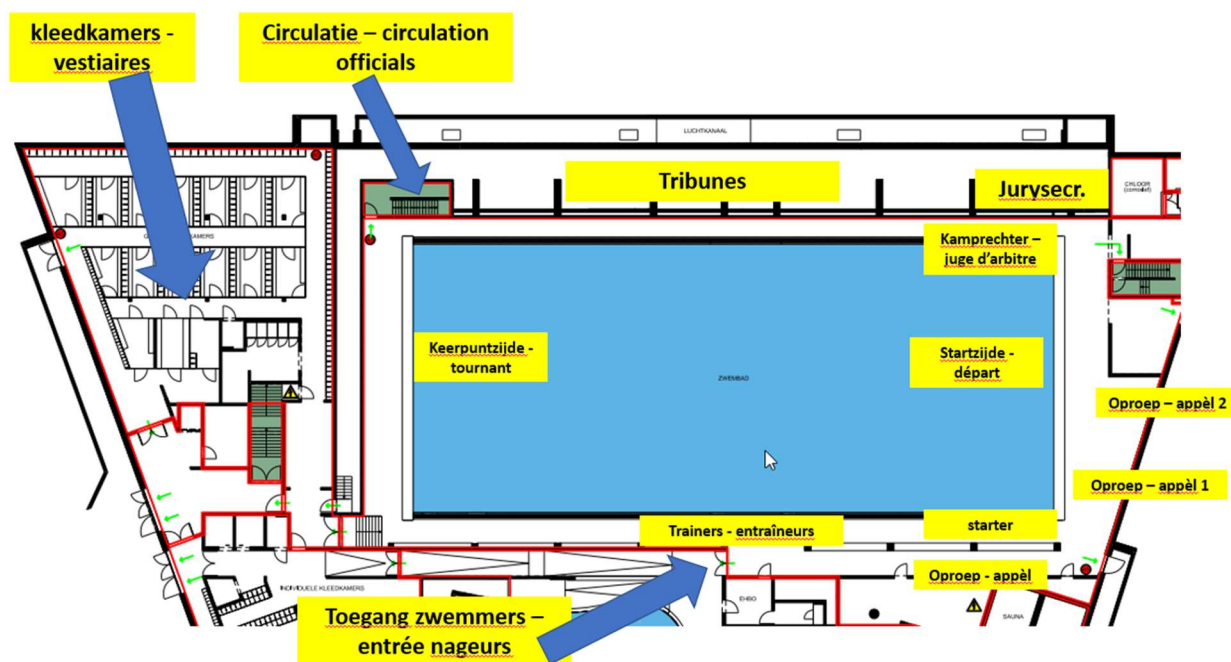 kleedkamers -
vestiaires
Circulatie – circulation
officials
LUCHTKANAAL
Tribunes
Jurysecr.
CHLOOR
Kamprechter –
juge d'arbitre
Keerpuntzijde -
tournant
Startzijde -
départ
ZWEMBAD
Oproep – appèl 2
Oproep – appèl 1
Trainers - entraîneurs
starter
Oproep - appèl
INDIVIDUELE KLEEDKAMERS
EHBO
SAUNA
Toegang zwemmers –
entrée nageurs